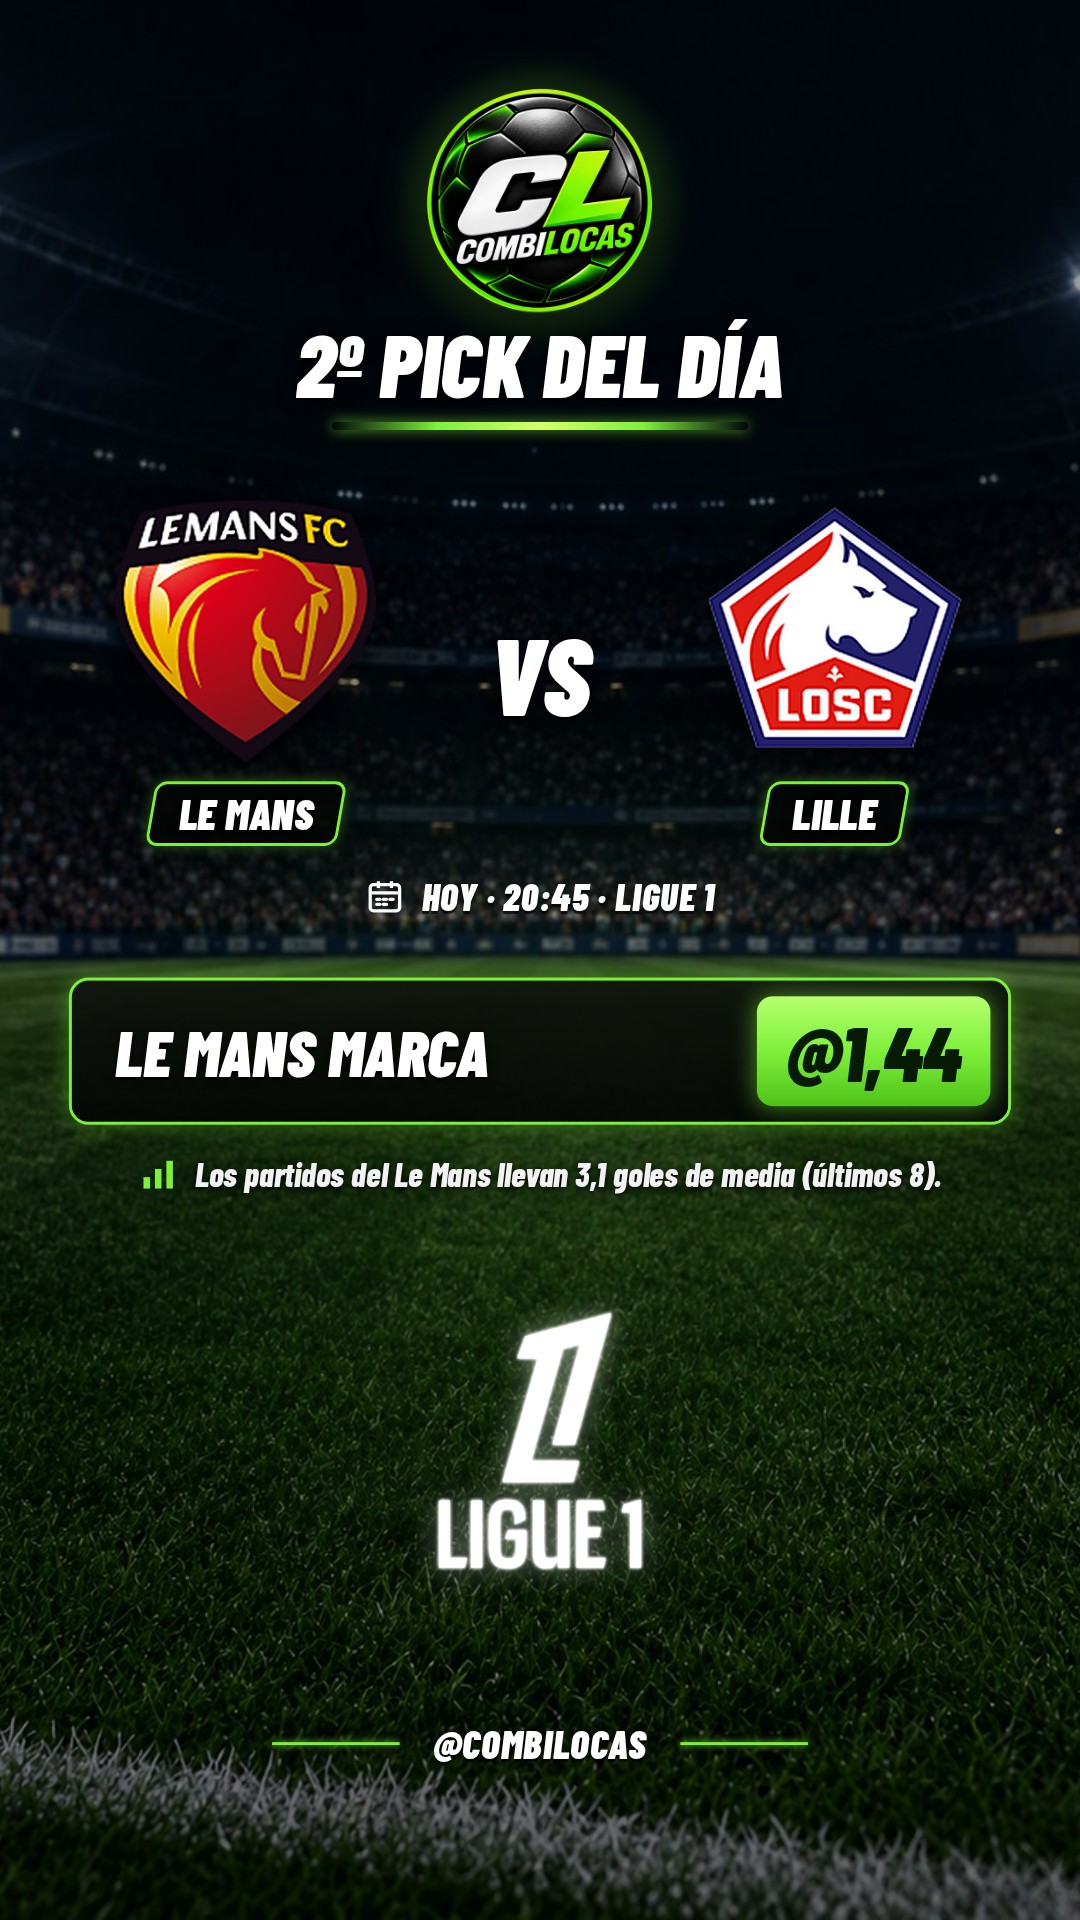 CL
COMBILOCAS
2º PICK DEL DÍA
LEMANS FC
VS
LOSC
LE MANS
LILLE
HOY · 20:45 · LIGUE 1
LE MANS MARCA
@1,44
Los partidos del Le Mans llevan 3,1 goles de media (últimos 8).
LIGUE 1
@COMBILOCAS